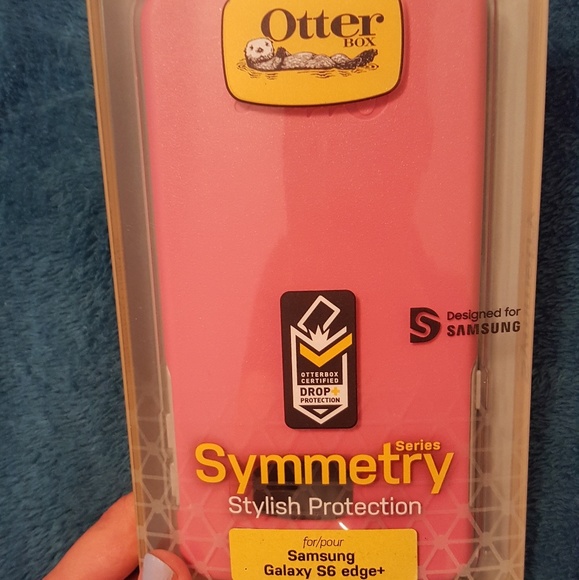 Otter
BOX
Designed for
SAMSUNG
OTTERBOX
CERTIFIED
DROP+
PROTECTION
Series
Symmetry
Stylish Protection
for/pour
Samsung
Galaxy S6 edge+